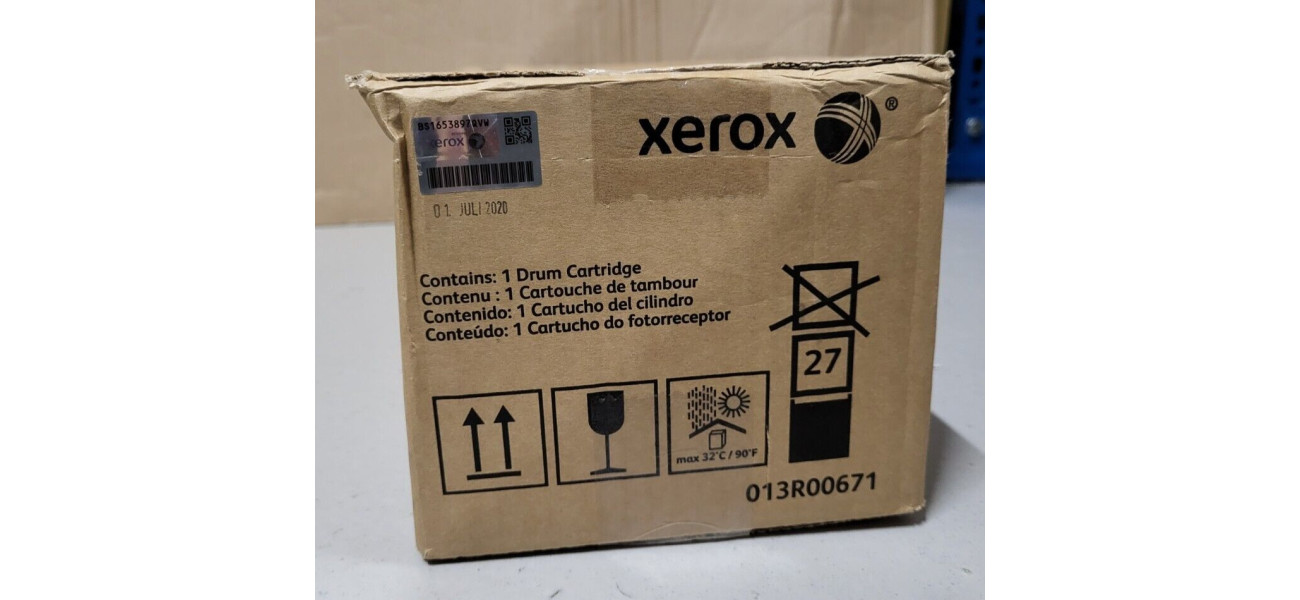 BS1653897QVW
xerox
xerox ®
01 JULI 2020
Contains: 1 Drum Cartridge
Contenu : 1 Cartouche de tambour
Contenido: 1 Cartucho del cilindro
Conteúdo: 1 Cartucho do fotorreceptor
27
max 32°C / 90°F
013R00671